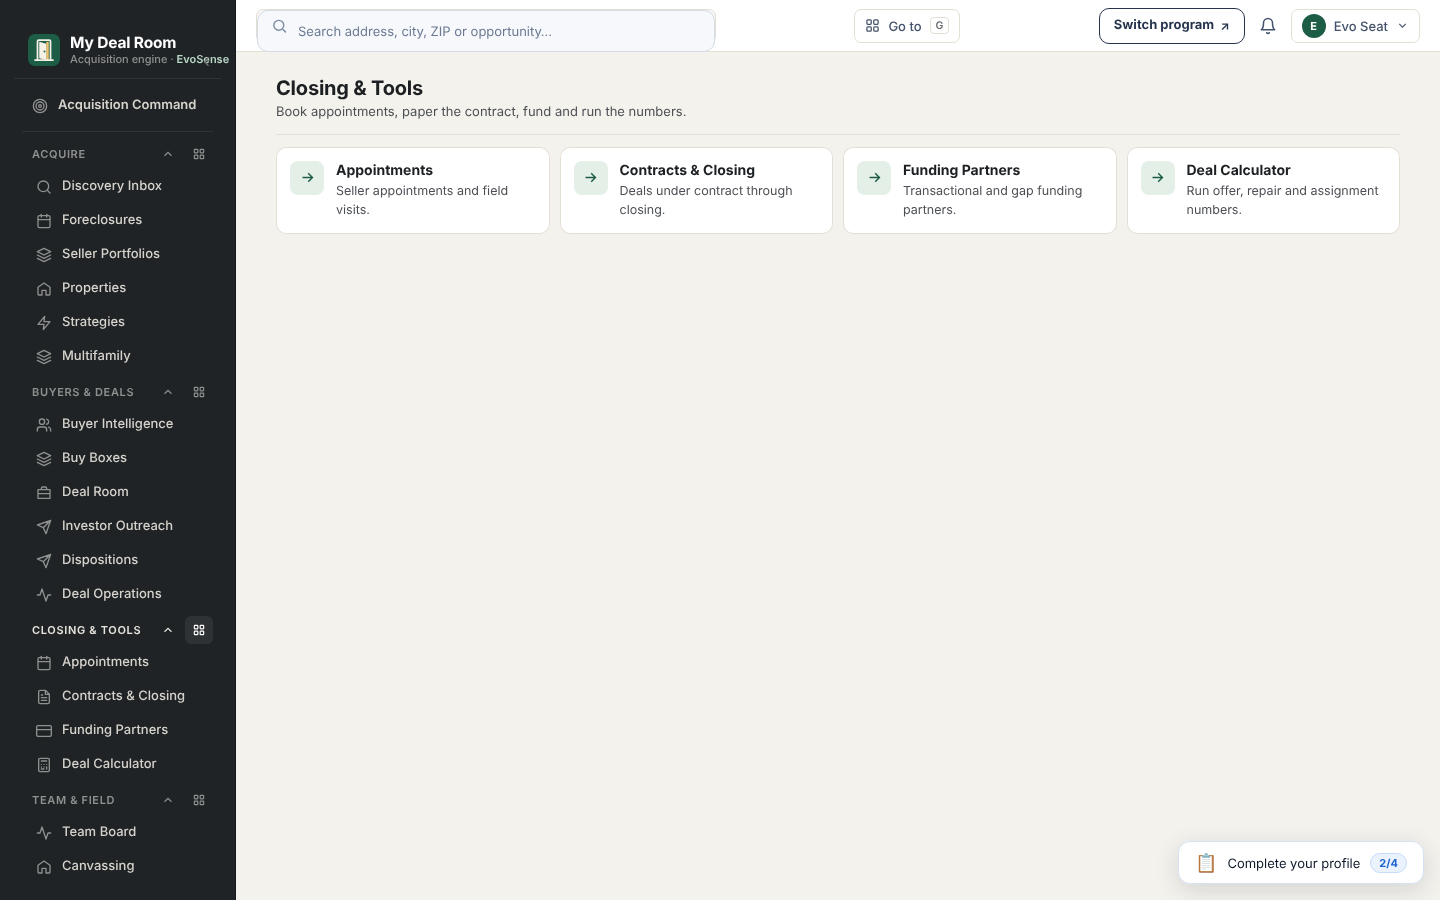 My Deal Room
Acquisition engine · EvoSense
Acquisition Command
ACQUIRE
Discovery Inbox
Foreclosures
Seller Portfolios
Properties
Strategies
Multifamily
BUYERS & DEALS
Buyer Intelligence
Buy Boxes
Deal Room
Investor Outreach
Dispositions
Deal Operations
CLOSING & TOOLS
Appointments
Contracts & Closing
Funding Partners
Deal Calculator
TEAM & FIELD
Team Board
Canvassing
Search address, city, ZIP or opportunity...
Go to G
Switch program
E Evo Seat
Closing & Tools
Book appointments, paper the contract, fund and run the numbers.
Appointments
Seller appointments and field
visits.
Contracts & Closing
Deals under contract through
closing.
Funding Partners
Transactional and gap funding
partners.
Deal Calculator
Run offer, repair and assignment
numbers.
Complete your profile 2/4